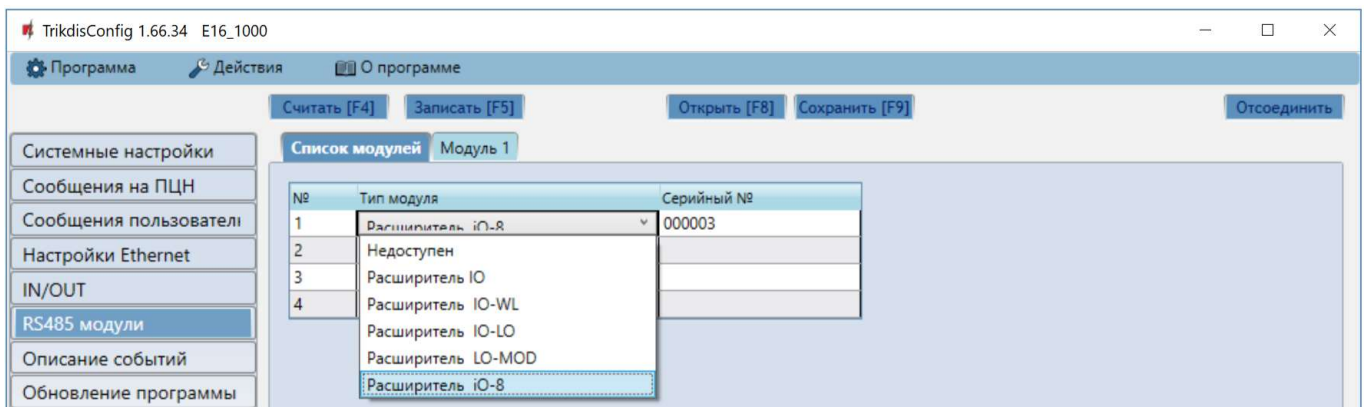 TrikdisConfig 1.66.34 E16_1000
Программа Действия О программе
Считать [F4] Записать [F5] Открыть [F8] Сохранить [F9] Отсоединить
Системные настройки
Сообщения на ПЦН
Сообщения пользовател
Настройки Ethernet
IN/OUT
RS485 модули
Описание событий
Обновление программы
Список модулей Модуль 1
№ Тип модуля Серийный №
1 Расширитель iO-8 000003
2
3
4
Недоступен
Расширитель IO
Расширитель IO-WL
Расширитель IO-LO
Расширитель LO-MOD
Расширитель iO-8